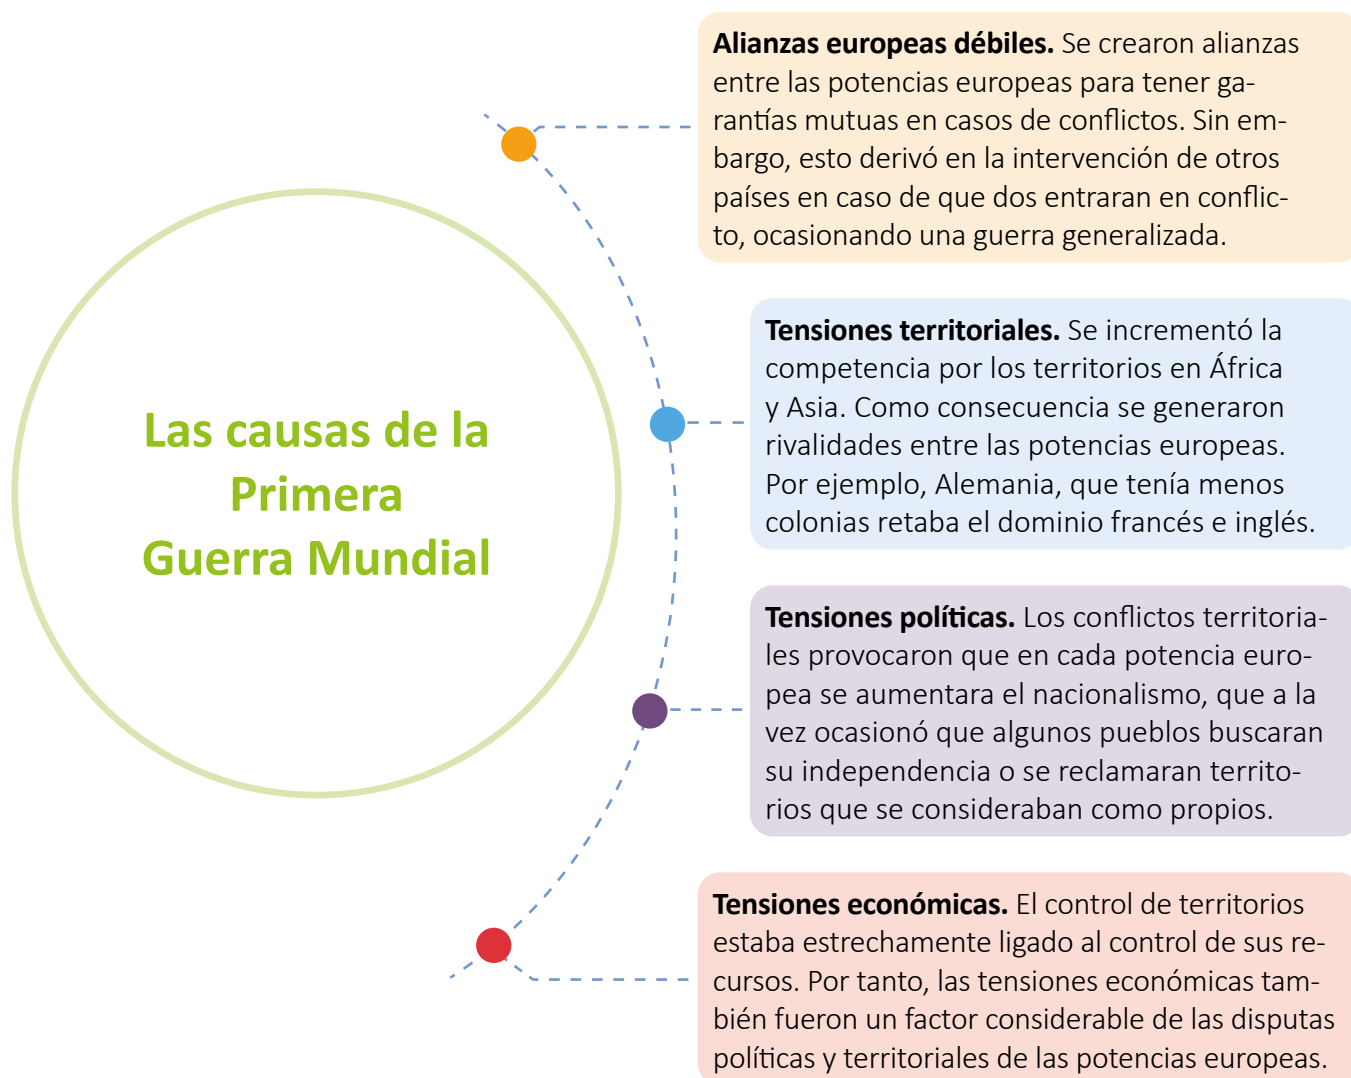 Las causas de la
Primera
Guerra Mundial
Alianzas europeas débiles. Se crearon alianzas
entre las potencias europeas para tener ga-
rantías mutuas en casos de conflictos. Sin em-
bargo, esto derivó en la intervención de otros
países en caso de que dos entraran en conflic-
to, ocasionando una guerra generalizada.
Tensiones territoriales. Se incrementó la
competencia por los territorios en África
y Asia. Como consecuencia se generaron
rivalidades entre las potencias europeas.
Por ejemplo, Alemania, que tenía menos
colonias retaba el dominio francés e inglés.
Tensiones políticas. Los conflictos territoria-
les provocaron que en cada potencia euro-
pea se aumentara el nacionalismo, que a la
vez ocasionó que algunos pueblos buscaran
su independencia o se reclamaran territo-
rios que se consideraban como propios.
Tensiones económicas. El control de territorios
estaba estrechamente ligado al control de sus re-
cursos. Por tanto, las tensiones económicas tam-
bién fueron un factor considerable de las disputas
políticas y territoriales de las potencias europeas.